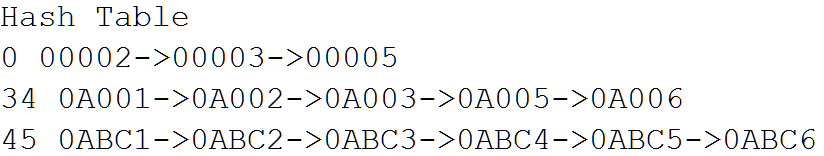 Hash Table
0 00002->00003->00005
34 0A001->0A002->0A003->0A005->0A006
45 0ABC1->0ABC2->0ABC3->0ABC4->0ABC5->0ABC6